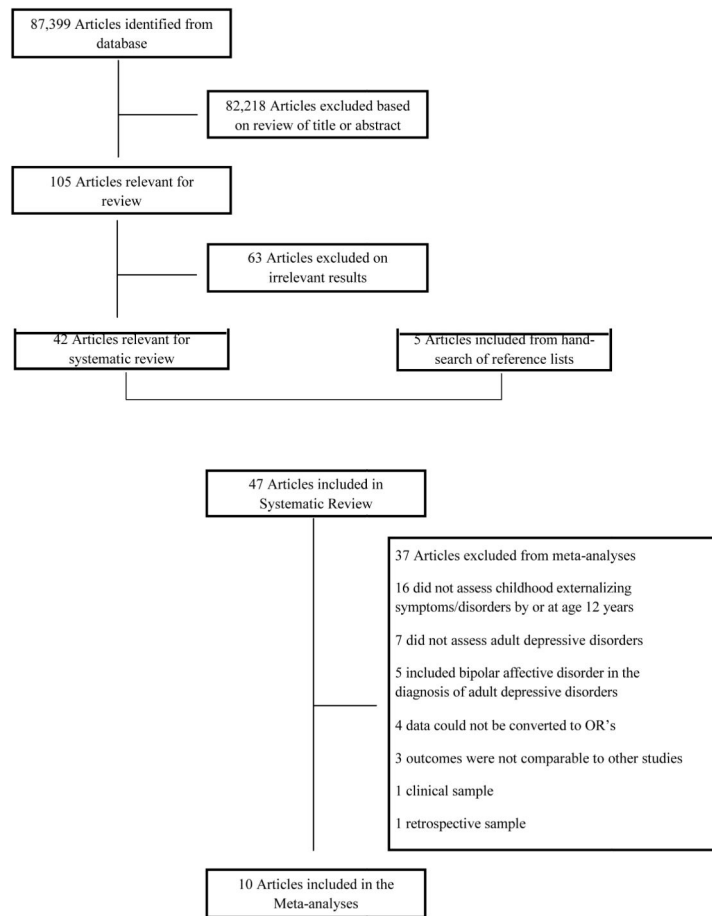 87,399 Articles identified from
database
82,218 Articles excluded based
on review of title or abstract
105 Articles relevant for
review
63 Articles excluded on
irrelevant results
42 Articles relevant for
systematic review
5 Articles included from hand-
search of reference lists
47 Articles included in
Systematic Review
37 Articles excluded from meta-analyses
16 did not assess childhood externalizing
symptoms/disorders by or at age 12 years
7 did not assess adult depressive disorders
5 included bipolar affective disorder in the
diagnosis of adult depressive disorders
4 data could not be converted to OR’s
3 outcomes were not comparable to other studies
1 clinical sample
1 retrospective sample
10 Articles included in the
Meta-analyses